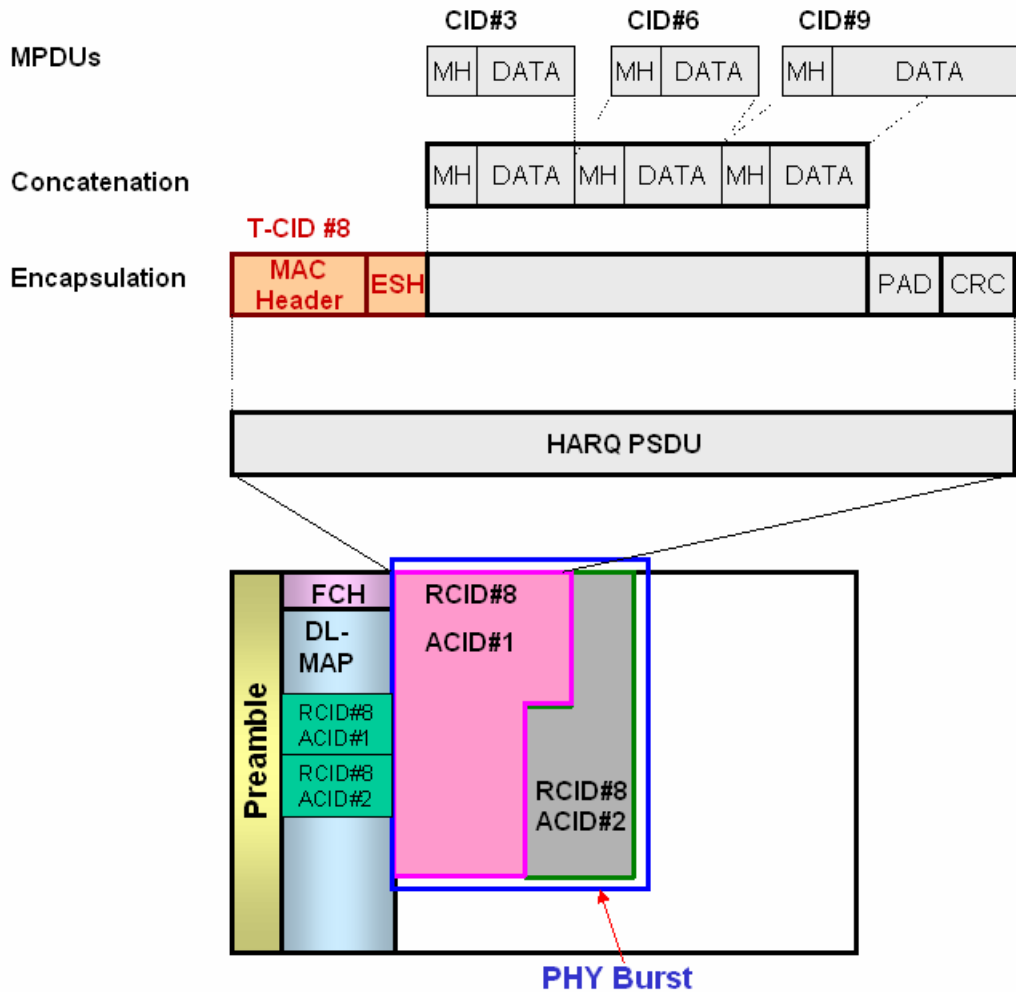 CID#3 CID#6 CID#9
MPDUs
MH DATA MH DATA MH DATA
Concatenation
MH DATA MH DATA MH DATA
T-CID #8
Encapsulation
MAC Header ESH PAD CRC
HARQ PSDU
Preamble
FCH
DL-
MAP
RCID#8
ACID#1
RCID#8
ACID#2
RCID#8
ACID#1
RCID#8
ACID#2
PHY Burst